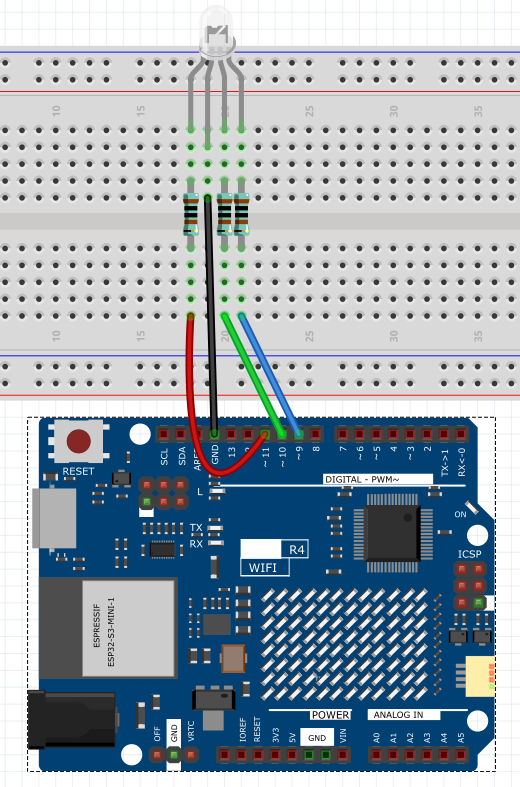 10 15 20 25 30 35
10 15 20 25 30 35
RESET
SCL SDA AREF GND 13 2 ~11 ~10 ~9 8 7 ~6 ~5 4 ~3 2 TX->1 RX<-0
DIGITAL - PWM~
L
TX
RX
ON
R4
WIFI
ICSP
ESPRESSIF
ESP32-S3-MINI-1
POWER ANALOG IN
OFF GND VRTC IOREF RESET 3V3 5V GND VIN A0 A1 A2 A3 A4 A5